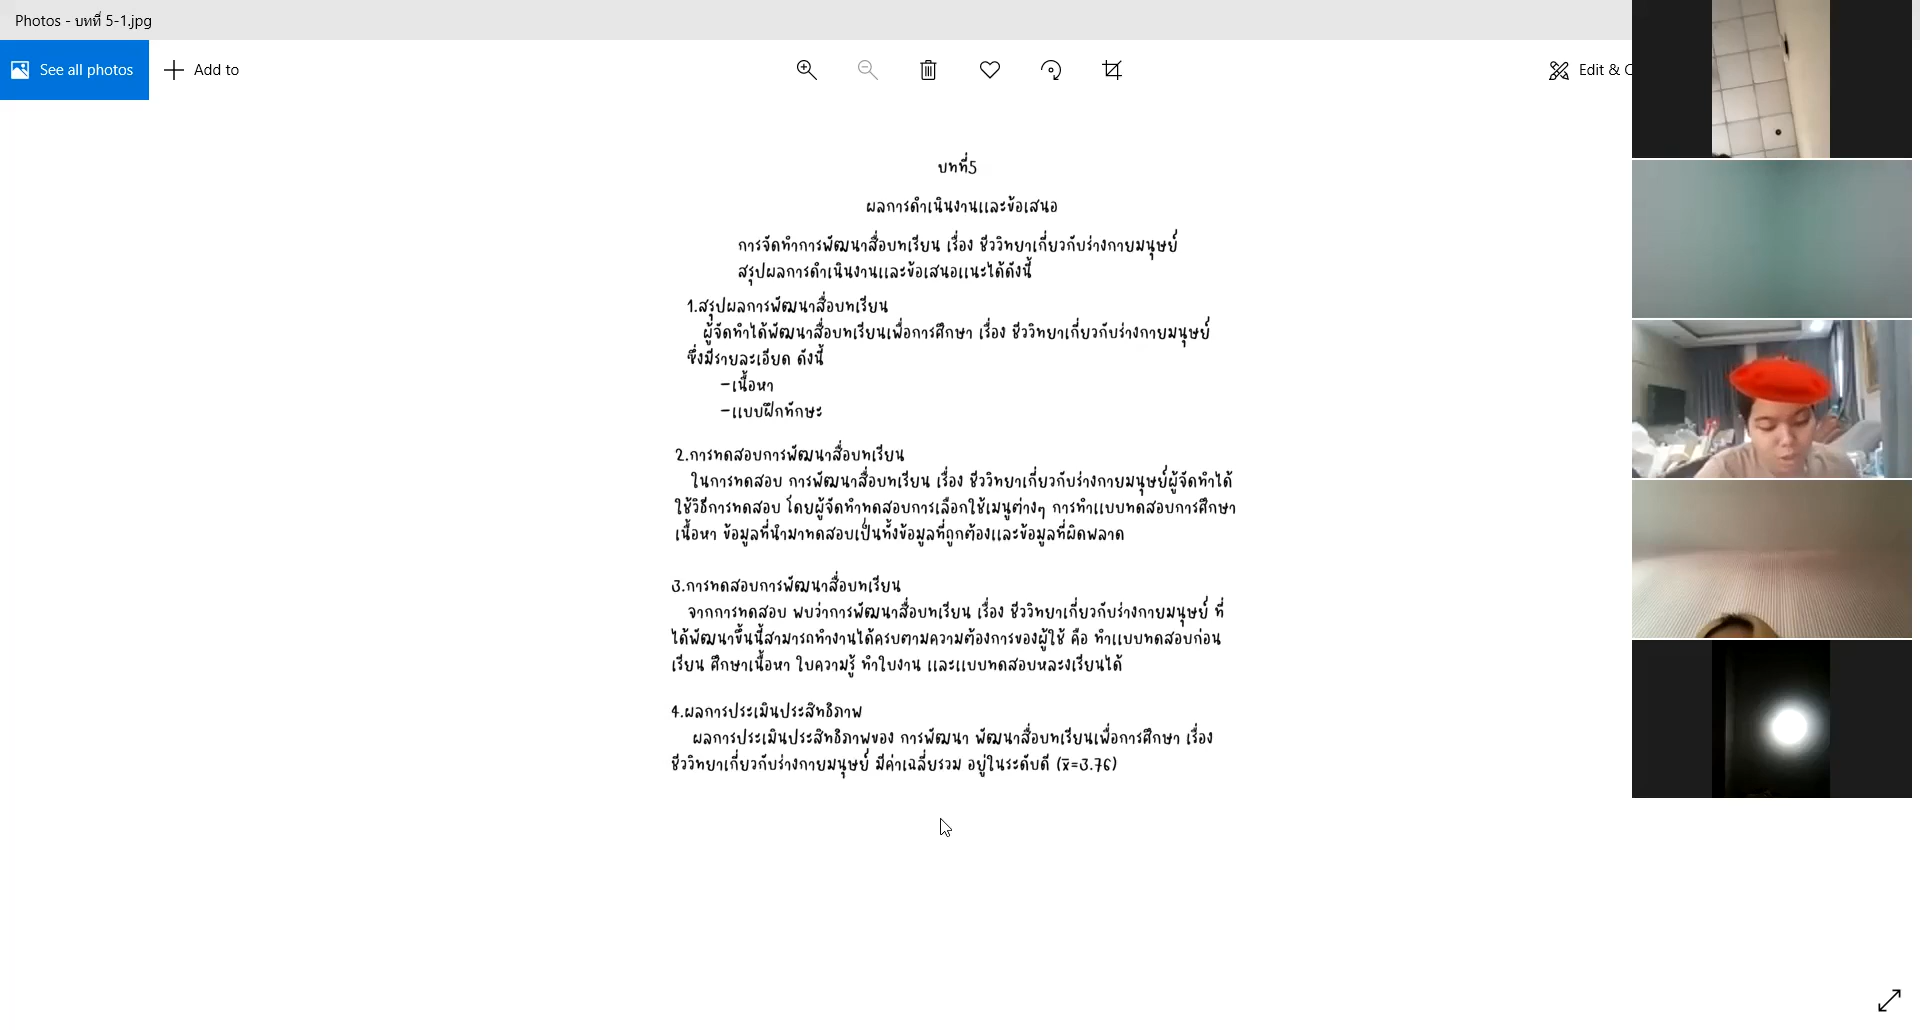 Photos - บทที่ 5-1.jpg
See all photos
Add to
Edit & C
บทที่5
ผลการดำเนินงานและข้อเสนอ
การจัดทำการพัฒนาสื่อบทเรียน เรื่อง ชีววิทยาเกี่ยวกับร่างกายมนุษย์
สรุปผลการดำเนินงานและข้อเสนอแนะได้ดังนี้
1.สรุปผลการพัฒนาสื่อบทเรียน
ผู้จัดทำได้พัฒนาสื่อบทเรียนเพื่อการศึกษา เรื่อง ชีววิทยาเกี่ยวกับร่างกายมนุษย์
ซึ่งมีรายละเอียด ดังนี้
-เนื้อหา
-แบบฝึกทักษะ
2.การทดสอบการพัฒนาสื่อบทเรียน
ในการทดสอบ การพัฒนาสื่อบทเรียน เรื่อง ชีววิทยาเกี่ยวกับร่างกายมนุษย์ผู้จัดทำได้
ใช้วิธีการทดสอบ โดยผู้จัดทำทดสอบการเลือกใช้เมนูต่างๆ การทำแบบทดสอบการศึกษา
เนื้อหา ข้อมูลที่นำมาทดสอบเป็นทั้งข้อมูลที่ถูกต้องและข้อมูลที่ผิดพลาด
3.การทดสอบการพัฒนาสื่อบทเรียน
จากการทดสอบ พบว่าการพัฒนาสื่อบทเรียน เรื่อง ชีววิทยาเกี่ยวกับร่างกายมนุษย์ ที่
ได้พัฒนาขึ้นนี้สามารถทำงานได้ครบตามความต้องการของผู้ใช้ คือ ทำแบบทดสอบก่อน
เรียน ศึกษาเนื้อหา ใบความรู้ ทำใบงาน และแบบทดสอบหละงเรียนได้
4.ผลการประเมินประสิทธิภาพ
ผลการประเมินประสิทธิภาพของ การพัฒนา พัฒนาสื่อบทเรียนเพื่อการศึกษา เรื่อง
ชีววิทยาเกี่ยวกับร่างกายมนุษย์ มีค่าเฉลี่ยรวม อยู่ในระดับดี (x̄=3.76)